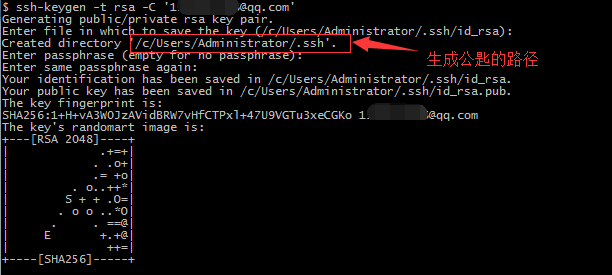 $ ssh-keygen -t rsa -C '1 @qq.com'
Generating public/private rsa key pair.
Enter file in which to save the key (/c/Users/Administrator/.ssh/id_rsa):
Created directory '/c/Users/Administrator/.ssh'.
Enter passphrase (empty for no passphrase):
生成公匙的路径
Enter same passphrase again:
Your identification has been saved in /c/Users/Administrator/.ssh/id_rsa.
Your public key has been saved in /c/Users/Administrator/.ssh/id_rsa.pub.
The key fingerprint is:
SHA256:1+H+vA3WOJzAVidBRW7vHfCTPxl+47U9VGTu3xeCGKo 1 @qq.com
The key's randomart image is:
+---[RSA 2048]----+
|            .+=+|
|           . .o+|
|           .= +o|
|        . o..++*|
|       S + + .O=|
|      . o o ..*O|
|     .     . ==@|
|    E       +.+@|
|             ++=|
+----[SHA256]-----+